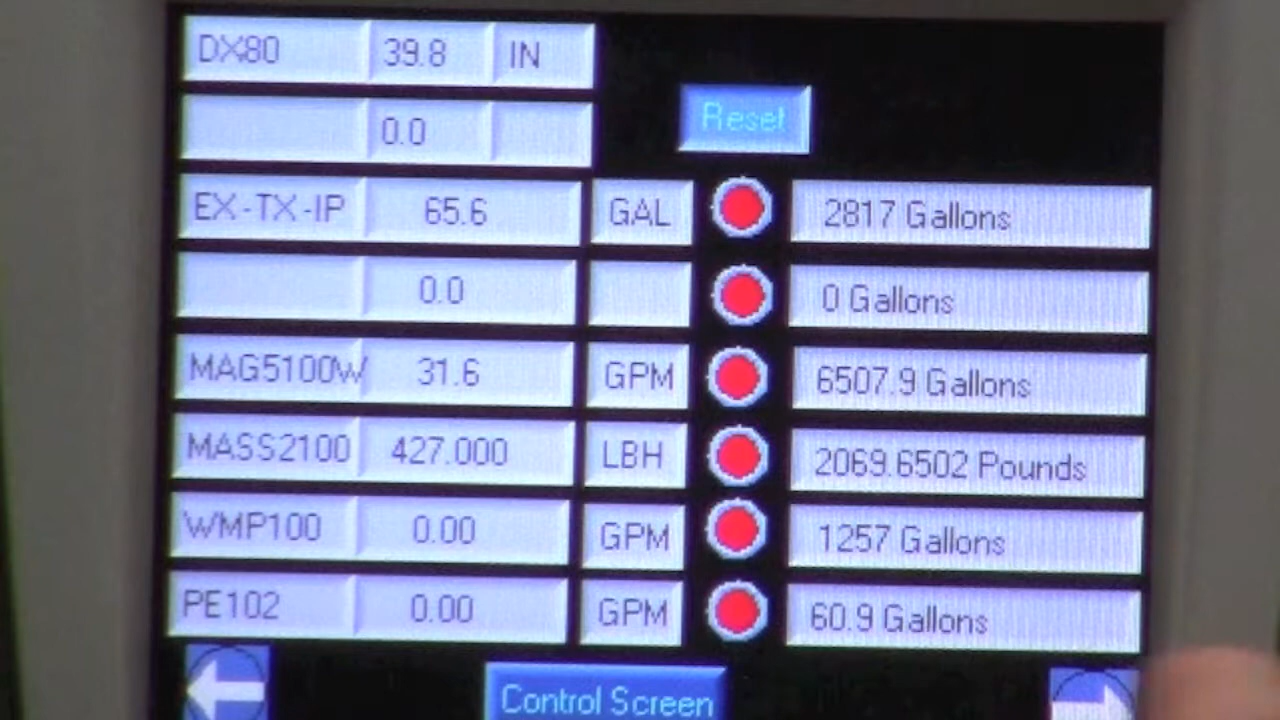 DX80 39.8 IN
0.0
Reset
EX-TX-IP 65.6 GAL 2817 Gallons
0.0 0 Gallons
MAG5100W 31.6 GPM 6507.9 Gallons
MASS2100 427.000 LBH 2069.6502 Pounds
WMP100 0.00 GPM 1257 Gallons
PE102 0.00 GPM 60.9 Gallons
Control Screen